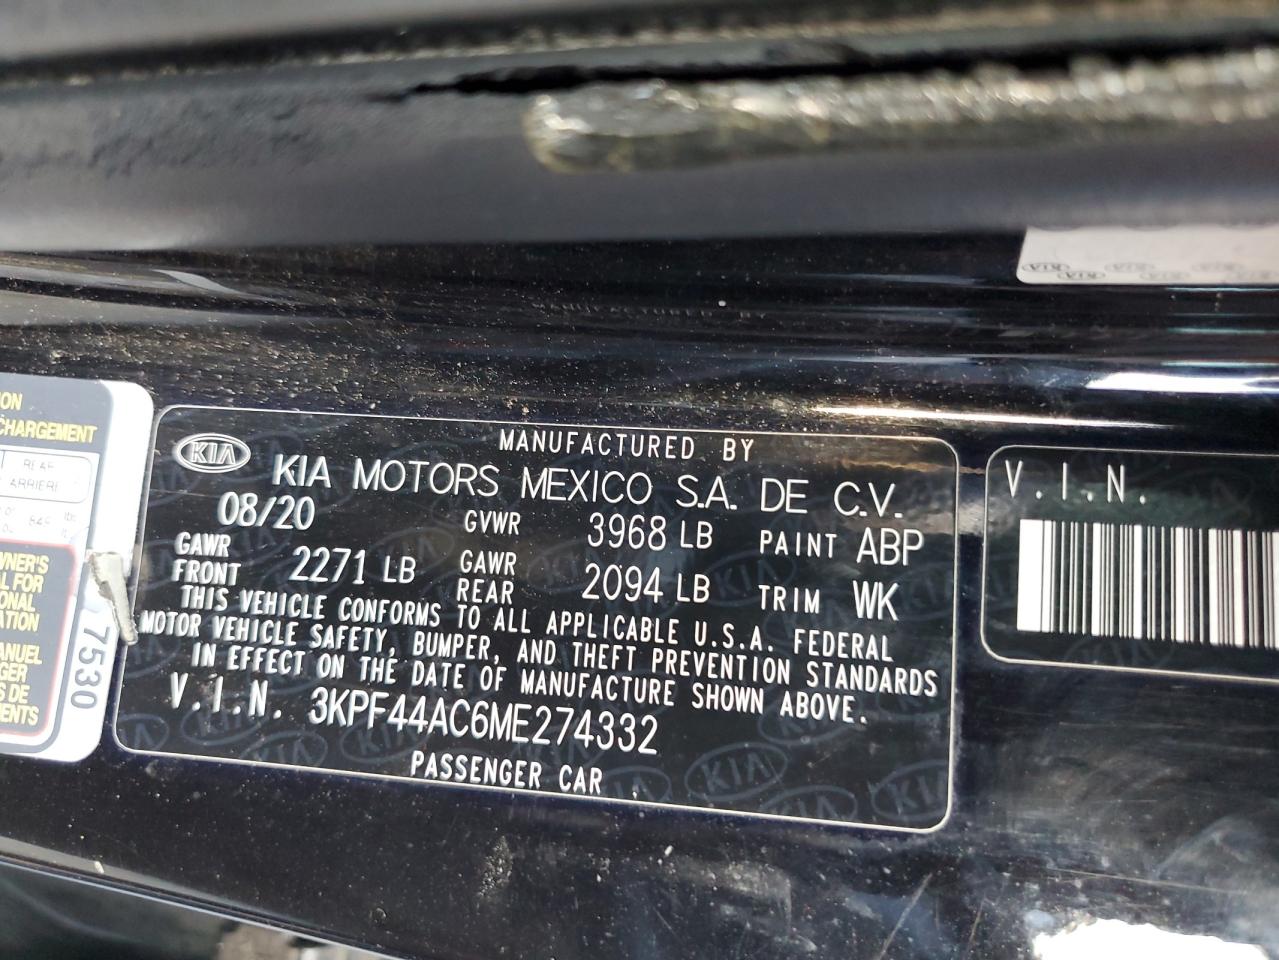 MANUFACTURED BY
KIA
KIA MOTORS MEXICO S.A. DE C.V.
08/20 GVWR 3968 LB PAINT ABP
GAWR FRONT 2271 LB GAWR REAR 2094 LB TRIM WK
THIS VEHICLE CONFORMS TO ALL APPLICABLE U.S.A. FEDERAL
MOTOR VEHICLE SAFETY, BUMPER, AND THEFT PREVENTION STANDARDS
IN EFFECT ON THE DATE OF MANUFACTURE SHOWN ABOVE.
V.I.N. 3KPF44AC6ME274332
PASSENGER CAR
V.I.N.
CHARGEMENT
REAR
ARRIERE
7530